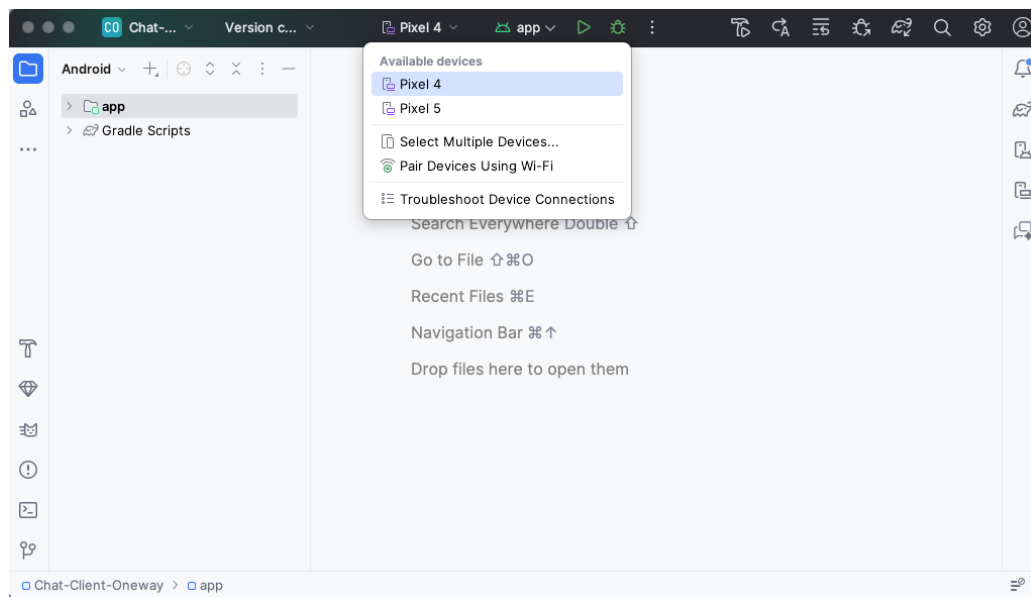 CO Chat-... Version c... Pixel 4 app
Android
app
Gradle Scripts
Available devices
Pixel 4
Pixel 5
Select Multiple Devices...
Pair Devices Using Wi-Fi
Troubleshoot Device Connections
Search Everywhere Double ⇧
Go to File ⇧⌘O
Recent Files ⌘E
Navigation Bar ⌘↑
Drop files here to open them
Chat-Client-Oneway > app